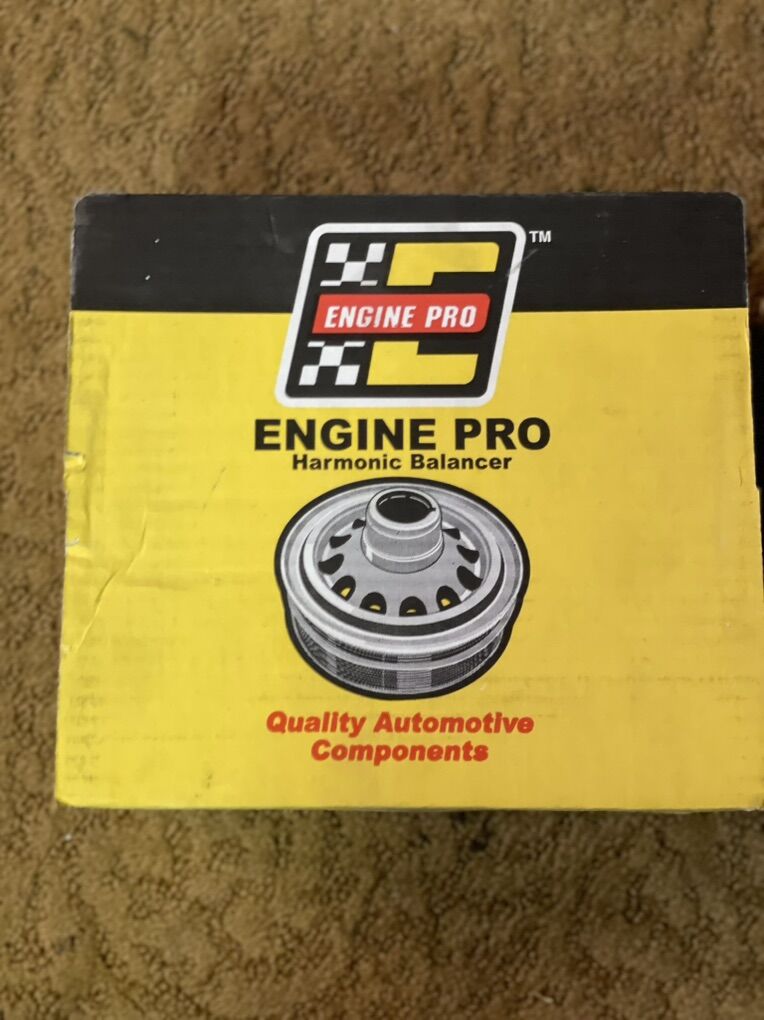 TM
ENGINE PRO
ENGINE PRO
Harmonic Balancer
Quality Automotive
Components